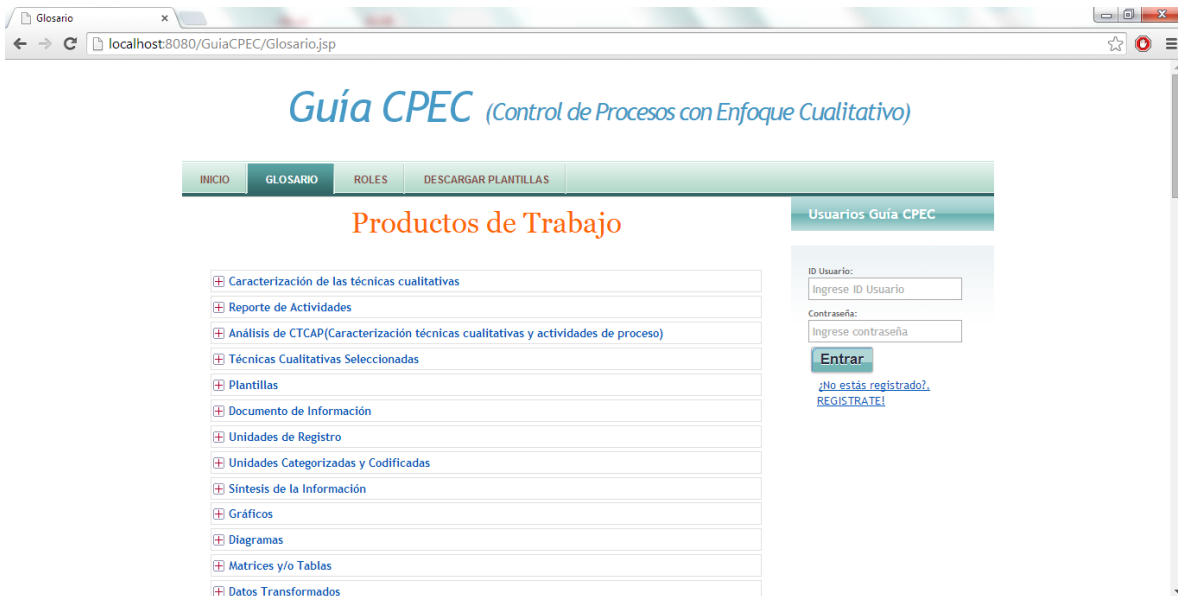 Glosario
localhost:8080/GuiaCPEC/Glosario.jsp
Guía CPEC (Control de Procesos con Enfoque Cualitativo)
INICIO GLOSARIO ROLES DESCARGAR PLANTILLAS
Productos de Trabajo
Caracterización de las técnicas cualitativas
Reporte de Actividades
Análisis de CTCAP(Caracterización técnicas cualitativas y actividades de proceso)
Técnicas Cualitativas Seleccionadas
Plantillas
Documento de Información
Unidades de Registro
Unidades Categorizadas y Codificadas
Síntesis de la Información
Gráficos
Diagramas
Matrices y/o Tablas
Datos Transformados
Usuarios Guía CPEC
ID Usuario:
Ingrese ID Usuario
Contraseña:
Ingrese contraseña
Entrar
¿No estás registrado?,
REGISTRATE!